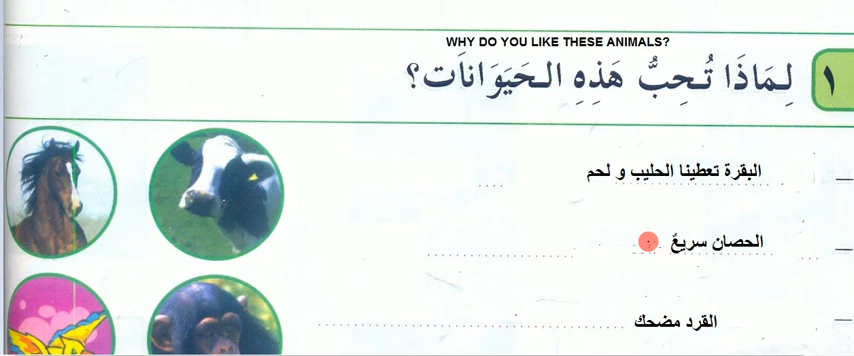 WHY DO YOU LIKE THESE ANIMALS?
١ لِمَاذَا تُحِبُّ هَذِهِ الحَيَوَانَات؟
البقرة تعطينا الحليب و لحم
الحصان سريعٌ
القرد مضحك